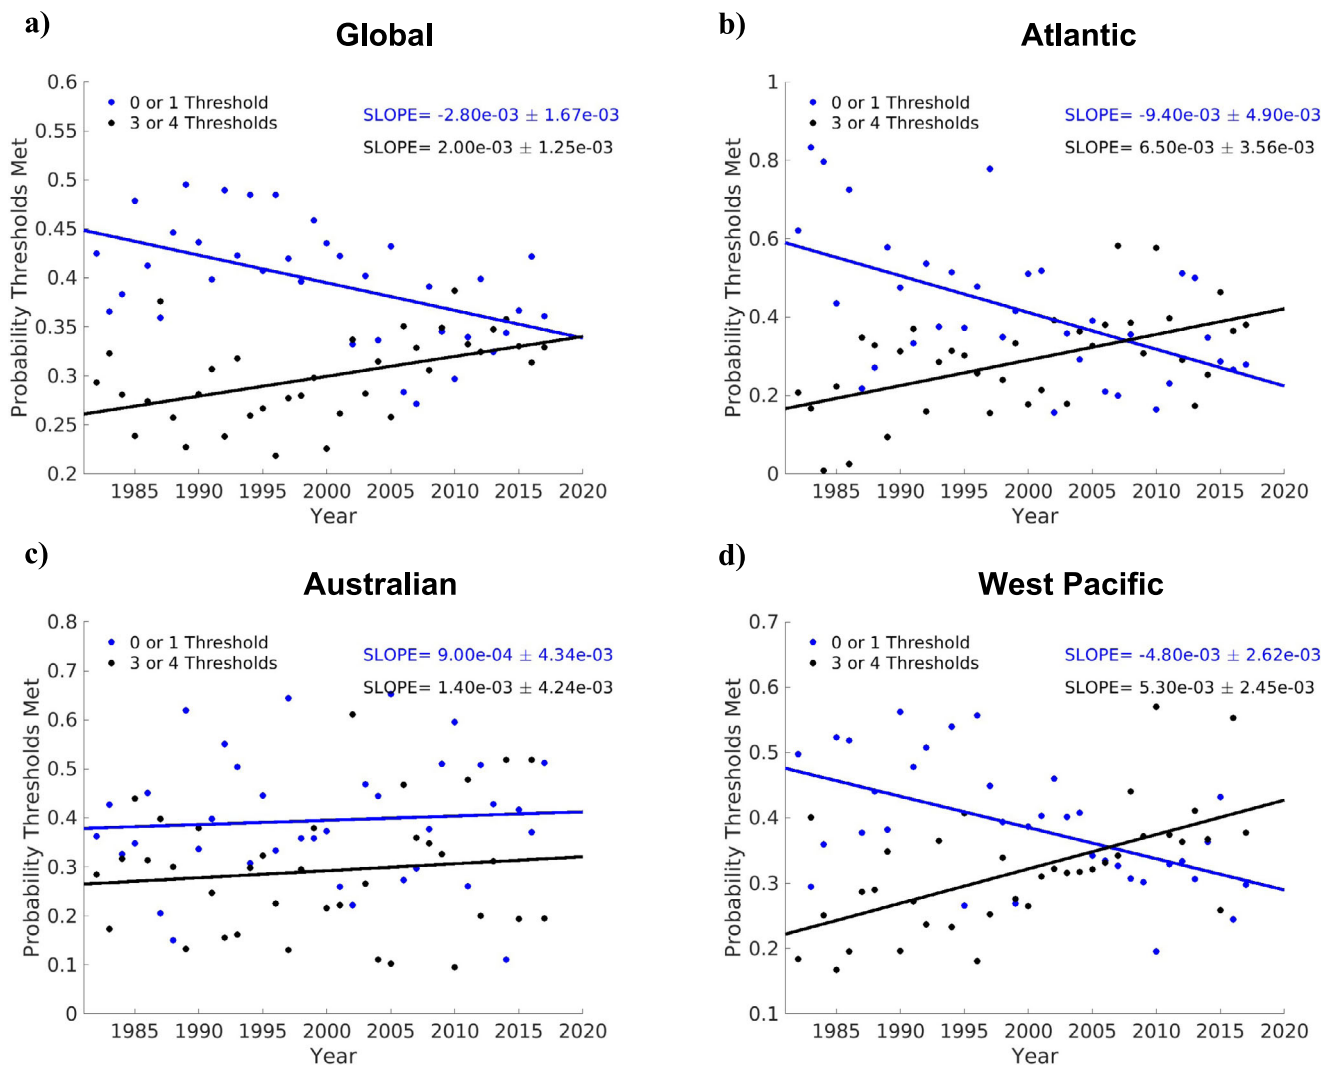 a)
Global
0.6
0.55
0.5
0.45
0.4
0.35
0.3
0.25
0.2
Probability Thresholds Met
0 or 1 Threshold
3 or 4 Thresholds
SLOPE= -2.80e-03 ± 1.67e-03
SLOPE= 2.00e-03 ± 1.25e-03
1985 1990 1995 2000 2005 2010 2015 2020
Year
b)
Atlantic
1
0.8
0.6
0.4
0.2
0
Probability Thresholds Met
0 or 1 Threshold
3 or 4 Thresholds
SLOPE= -9.40e-03 ± 4.90e-03
SLOPE= 6.50e-03 ± 3.56e-03
1985 1990 1995 2000 2005 2010 2015 2020
Year
c)
Australian
0.8
0.7
0.6
0.5
0.4
0.3
0.2
0.1
0
Probability Thresholds Met
0 or 1 Threshold
3 or 4 Thresholds
SLOPE= 9.00e-04 ± 4.34e-03
SLOPE= 1.40e-03 ± 4.24e-03
1985 1990 1995 2000 2005 2010 2015 2020
Year
d)
West Pacific
0.7
0.6
0.5
0.4
0.3
0.2
0.1
Probability Thresholds Met
0 or 1 Threshold
3 or 4 Thresholds
SLOPE= -4.80e-03 ± 2.62e-03
SLOPE= 5.30e-03 ± 2.45e-03
1985 1990 1995 2000 2005 2010 2015 2020
Year